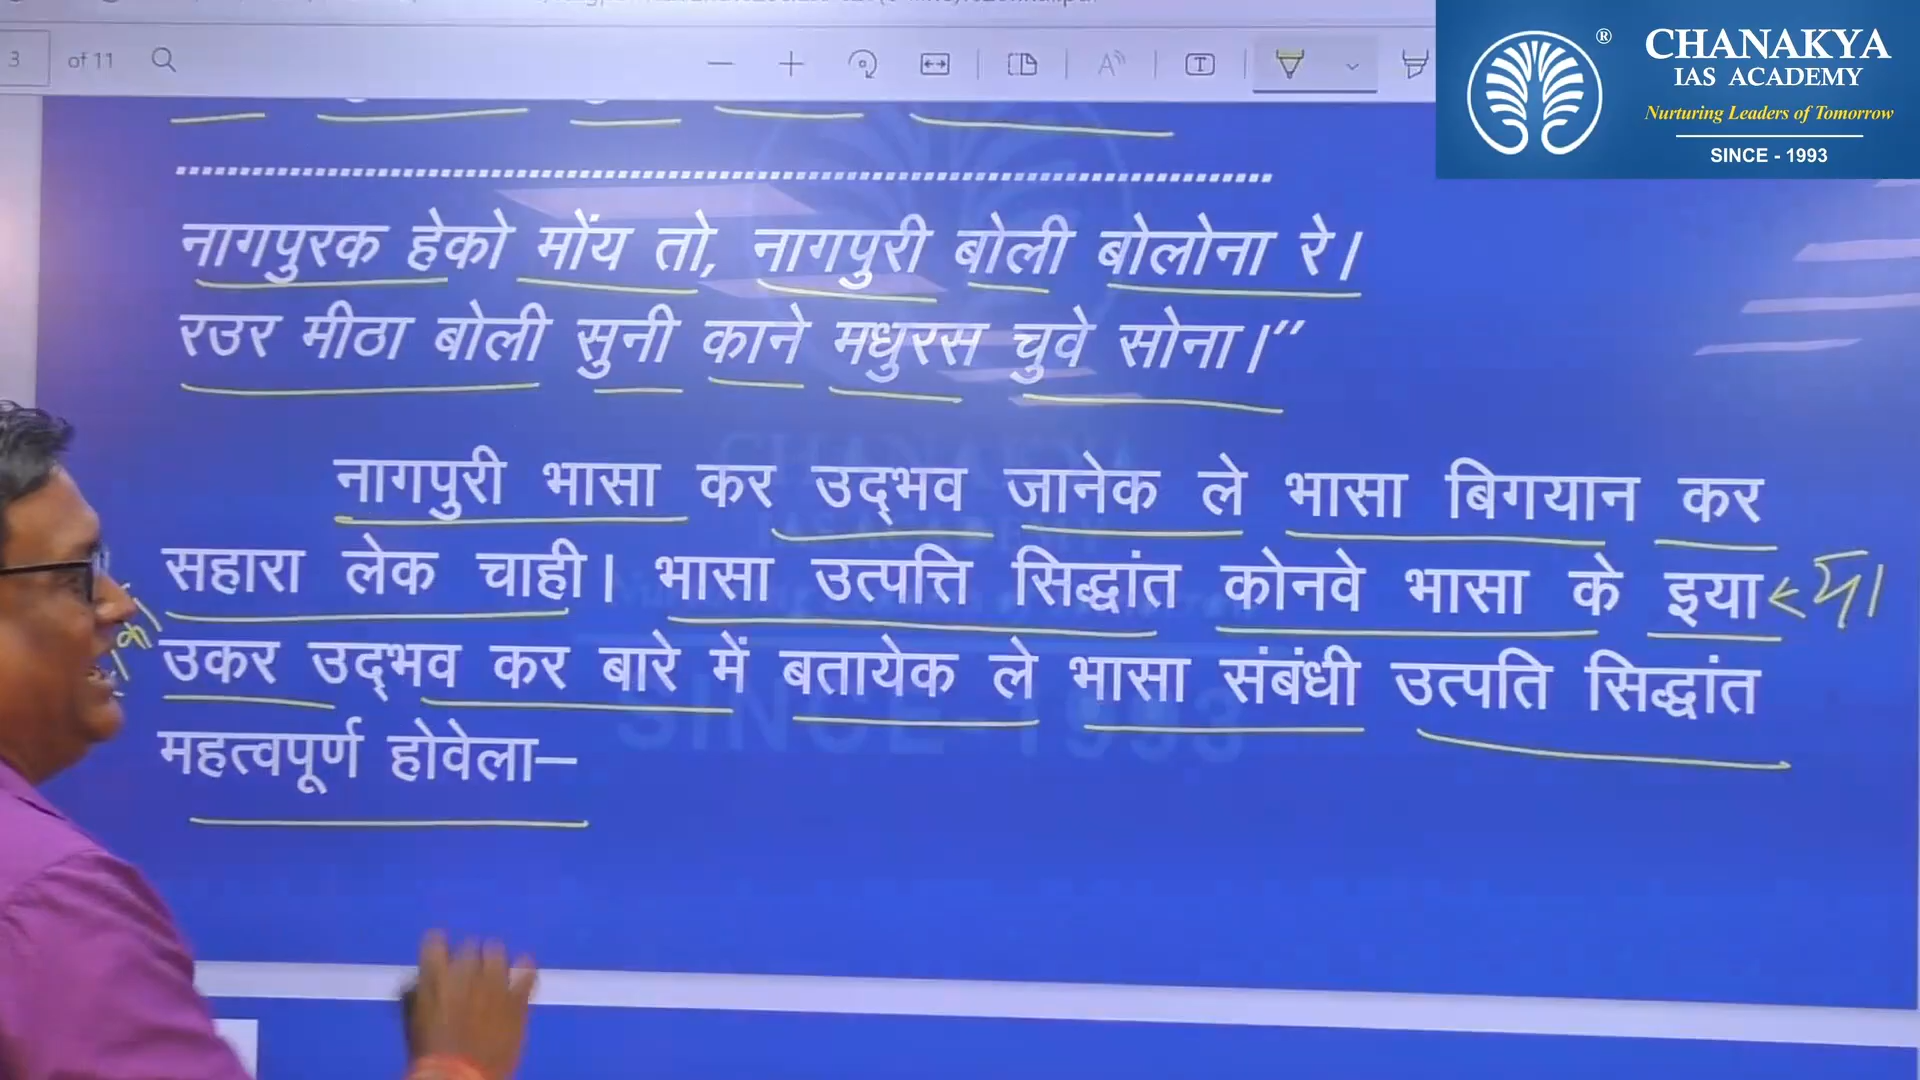 3 of 11
® CHANAKYA
IAS ACADEMY
Nurturing Leaders of Tomorrow
SINCE - 1993
नागपुरक हेको मोंय तो, नागपुरी बोली बोलोना रे।
रउर मीठा बोली सुनी काने मधुरस चुवे सोना।”
नागपुरी भासा कर उद्‌भव जानेक ले भासा बिगयान कर
सहारा लेक चाही। भासा उत्पत्ति सिद्धांत कोनवे भासा के इया
उकर उद्‌भव कर बारे में बतायेक ले भासा संबंधी उत्पति सिद्धांत
महत्वपूर्ण होवेला—
SINCE-1993